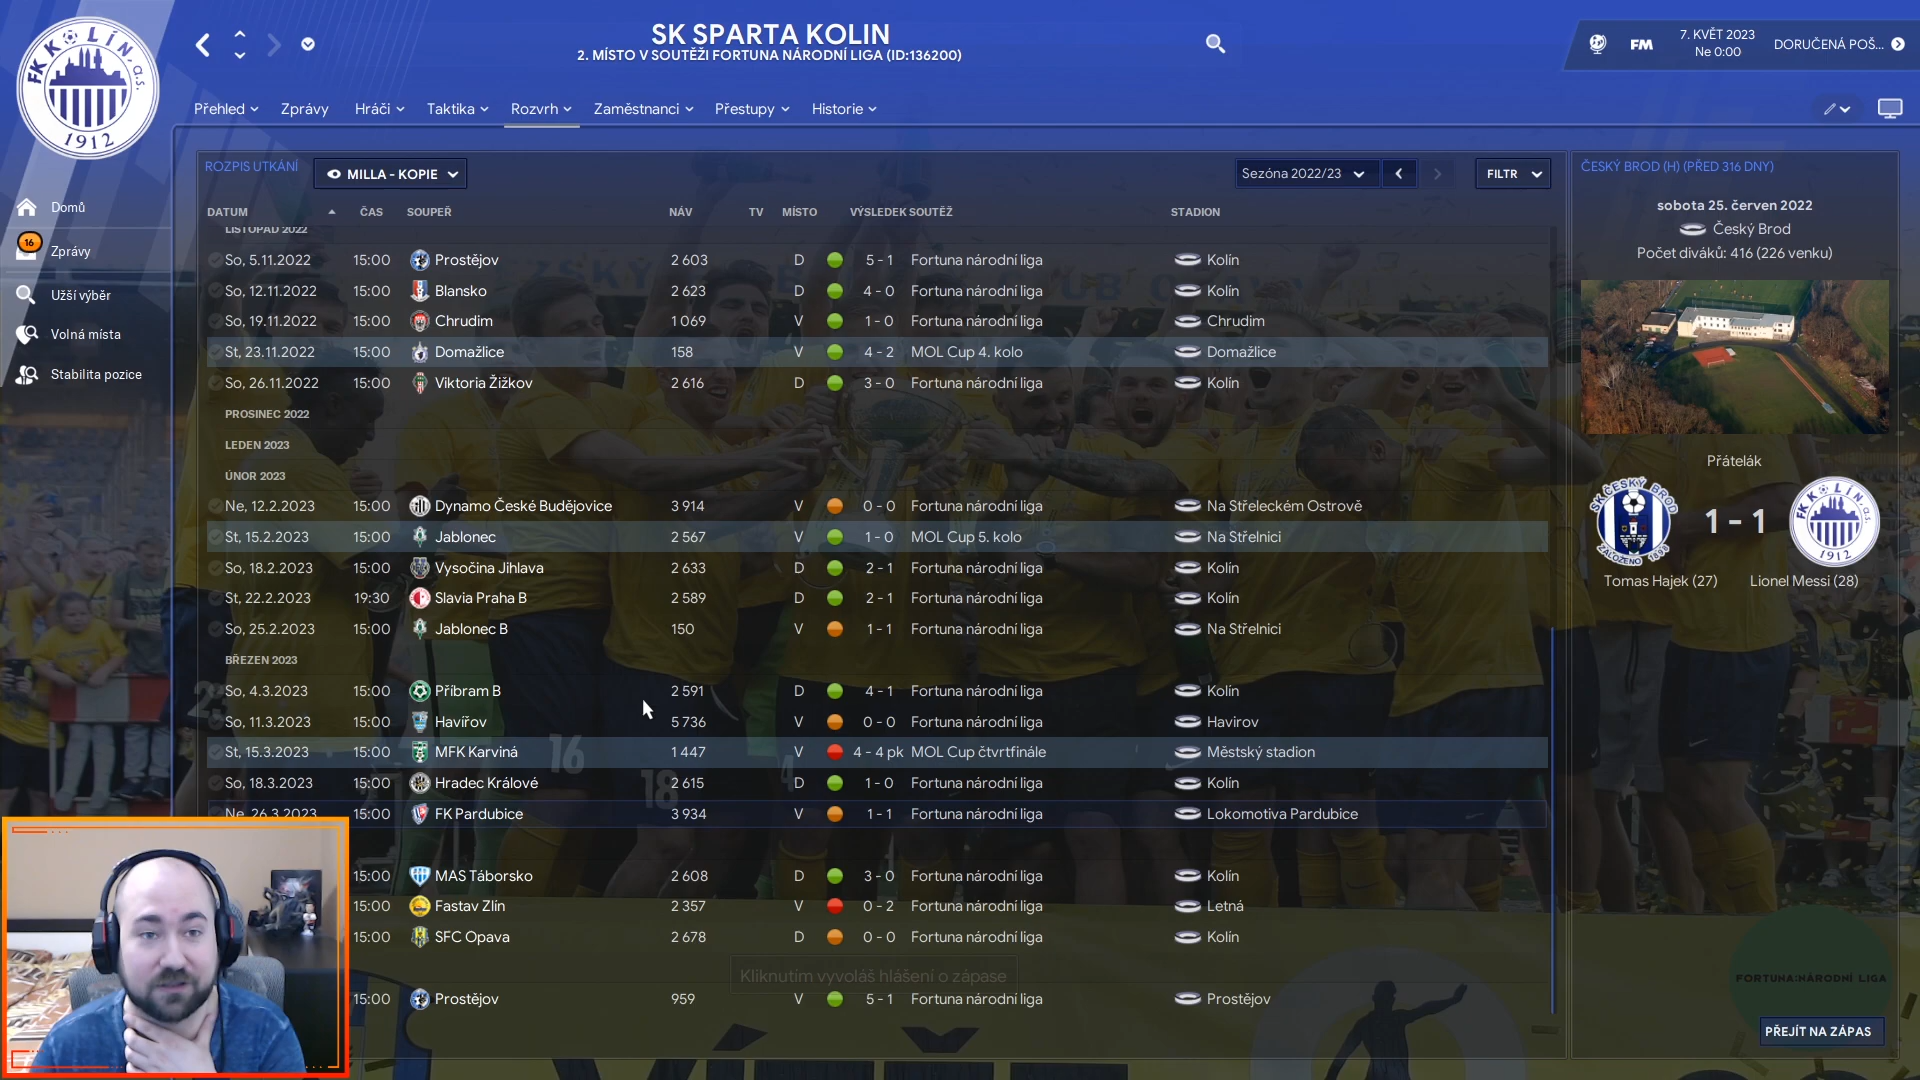 SK SPARTA KOLIN
2. MÍSTO V SOUTĚŽI FORTUNA NÁRODNÍ LIGA (ID:136200)
FM
7. KVĚT 2023
Ne 0:00
DORUČENÁ POŠ...
Přehled Zprávy Hráči Taktika Rozvrh Zaměstnanci Přestupy Historie
FK KOLÍN, a.s.
1912
Domů
16
Zprávy
Užší výběr
Volná místa
Stabilita pozice
ROZPIS UTKÁNÍ MILLA - KOPIE Sezóna 2022/23 FILTR
DATUM ČAS SOUPEŘ NÁV TV MÍSTO VÝSLEDEK SOUTĚŽ STADION
LISTOPAD 2022
So, 5.11.2022 15:00 Prostějov 2 603 D 5 - 1 Fortuna národní liga Kolín
So, 12.11.2022 15:00 Blansko 2 623 D 4 - 0 Fortuna národní liga Kolín
So, 19.11.2022 15:00 Chrudim 1 069 V 1 - 0 Fortuna národní liga Chrudim
St, 23.11.2022 15:00 Domažlice 158 V 4 - 2 MOL Cup 4. kolo Domažlice
So, 26.11.2022 15:00 Viktoria Žižkov 2 616 D 3 - 0 Fortuna národní liga Kolín
PROSINEC 2022
LEDEN 2023
ÚNOR 2023
Ne, 12.2.2023 15:00 Dynamo České Budějovice 3 914 V 0 - 0 Fortuna národní liga Na Střeleckém Ostrově
St, 15.2.2023 15:00 Jablonec 2 567 V 1 - 0 MOL Cup 5. kolo Na Střelnici
So, 18.2.2023 15:00 Vysočina Jihlava 2 633 D 2 - 1 Fortuna národní liga Kolín
St, 22.2.2023 19:30 Slavia Praha B 2 589 D 2 - 1 Fortuna národní liga Kolín
So, 25.2.2023 15:00 Jablonec B 150 V 1 - 1 Fortuna národní liga Na Střelnici
BŘEZEN 2023
So, 4.3.2023 15:00 Příbram B 2 591 D 4 - 1 Fortuna národní liga Kolín
So, 11.3.2023 15:00 Havířov 5 736 V 0 - 0 Fortuna národní liga Havirov
St, 15.3.2023 15:00 MFK Karviná 1 447 V 4 - 4 pk MOL Cup čtvrtfinále Městský stadion
So, 18.3.2023 15:00 Hradec Králové 2 615 D 1 - 0 Fortuna národní liga Kolín
Ne, 26.3.2023 15:00 FK Pardubice 3 934 V 1 - 1 Fortuna národní liga Lokomotiva Pardubice
15:00 MAS Táborsko 2 608 D 3 - 0 Fortuna národní liga Kolín
15:00 Fastav Zlín 2 357 V 0 - 2 Fortuna národní liga Letná
15:00 SFC Opava 2 678 D 0 - 0 Fortuna národní liga Kolín
Kliknutím vyvoláš hlášení o zápase
15:00 Prostějov 959 V 5 - 1 Fortuna národní liga Prostějov
ČESKÝ BROD (H) (PŘED 316 DNY)
sobota 25. červen 2022
Český Brod
Počet diváků: 416 (226 venku)
Přátelák
SK ČESKÝ BROD
ZALOŽENO 1898
1 - 1
FK KOLÍN, a.s.
1912
Tomas Hajek (27) Lionel Messi (28)
FORTUNA:NÁRODNÍ LIGA
PŘEJÍT NA ZÁPAS